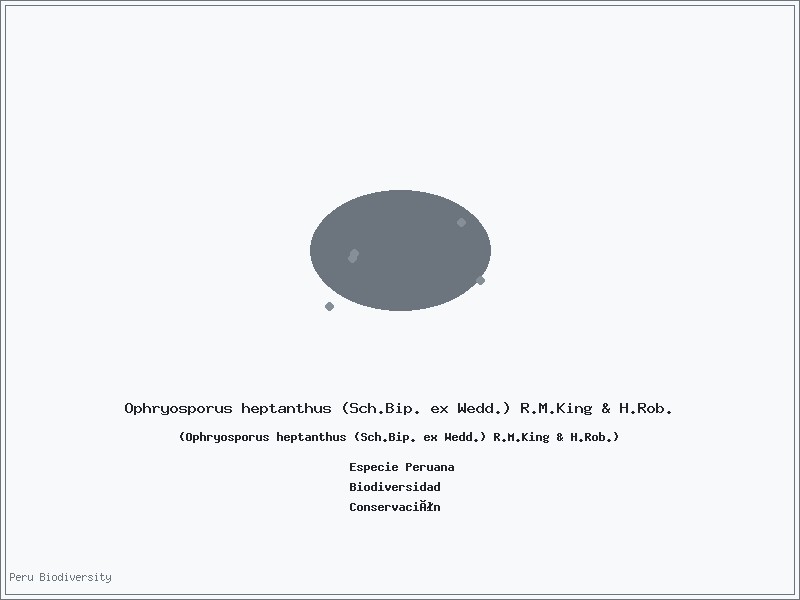 Ophryosporus heptanthus (Sch.Bip. ex Wedd.) R.M.King & H.Rob.
(Ophryosporus heptanthus (Sch.Bip. ex Wedd.) R.M.King & H.Rob.)
Especie Peruana
Biodiversidad
ConservaciÃłn
Peru Biodiversity